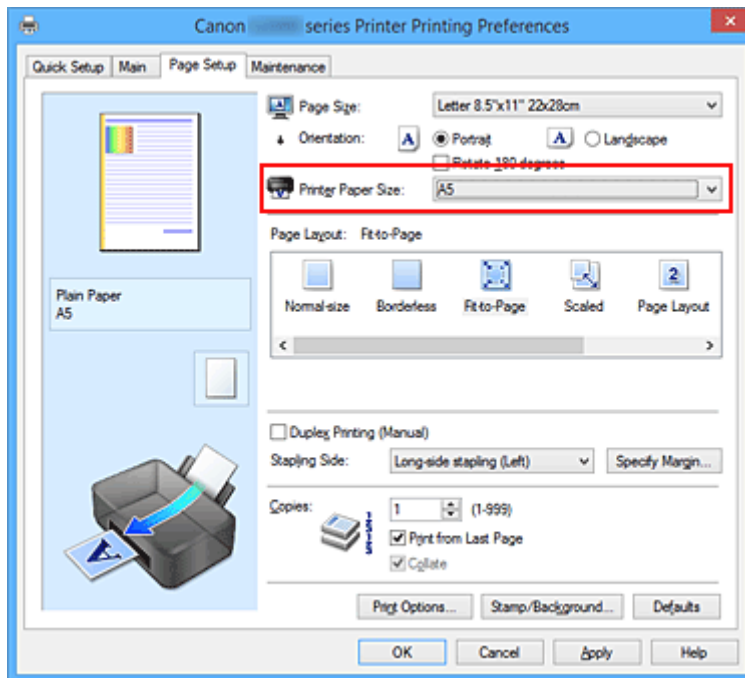 Canon series Printer Printing Preferences
Quick Setup Main Page Setup Maintenance
Page Size: Letter 8.5"x11" 22x28cm
Orientation: A Portrait A Landscape
Rotate 180 degrees
Printer Paper Size: A5
Page Layout: Fit-to-Page
2
Normal-size Borderless Fit-to-Page Scaled Page Layout
Plain Paper
A5
Duplex Printing (Manual)
Stapling Side: Long-side stapling (Left) Specify Margin...
Copies: 1 (1-999)
Print from Last Page
Collate
A
Print Options... Stamp/Background... Defaults
OK Cancel Apply Help